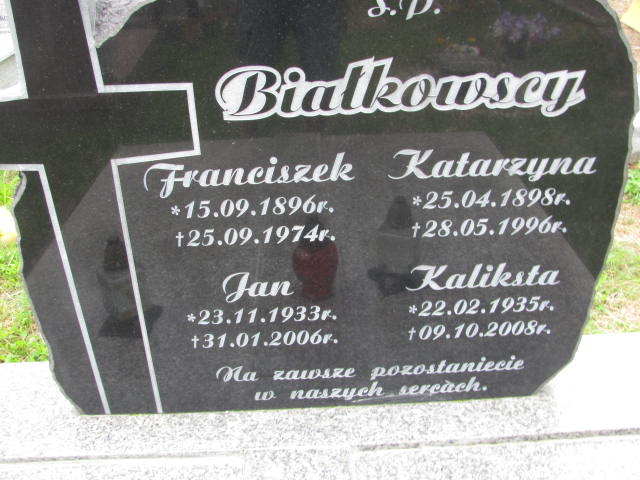 Ś.P.
Białkowscy
Franciszek
*15.09.1896r.
†25.09.1974r.
Katarzyna
*25.04.1898r.
†28.05.1996r.
Jan
*23.11.1933r.
†31.01.2006r.
Kaliksta
*22.02.1935r.
†09.10.2008r.
Na zawsze pozostaniecie
w naszych sercach.